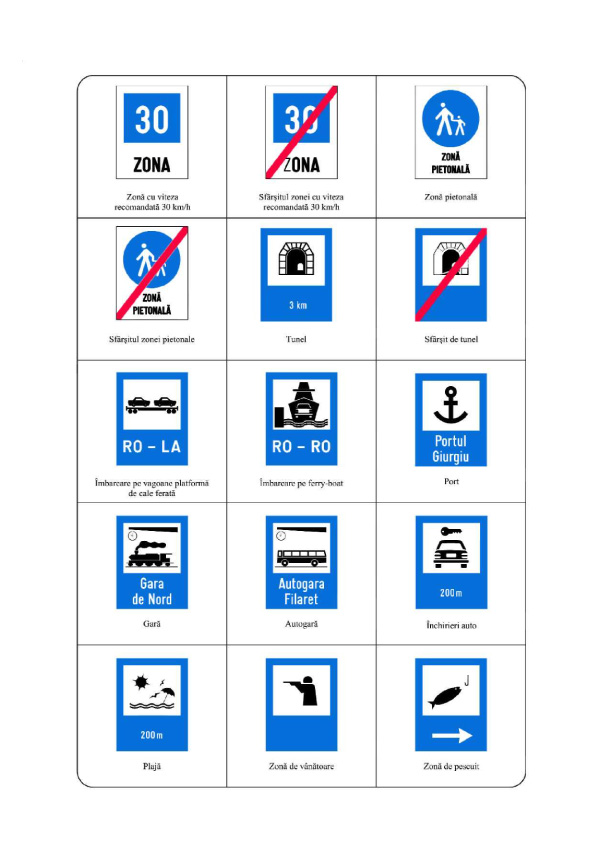 30
ZONA
Zonă cu viteza
recomandată 30 km/h
30
ZONA
Sfârșitul zonei cu viteza
recomandată 30 km/h
ZONĂ
PIETONALĂ
Zonă pietonală
ZONĂ
PIETONALĂ
Sfârșitul zonei pietonale
3 km
Tunel
Sfârșit de tunel
RO – LA
Îmbarcare pe vagoane platformă
de cale ferată
RO – RO
Îmbarcare pe ferry-boat
Portul
Giurgiu
Port
Gara
de Nord
Gară
Autogara
Filaret
Autogară
200 m
Închirieri auto
200 m
Plajă
Zonă de vânătoare
Zonă de pescuit